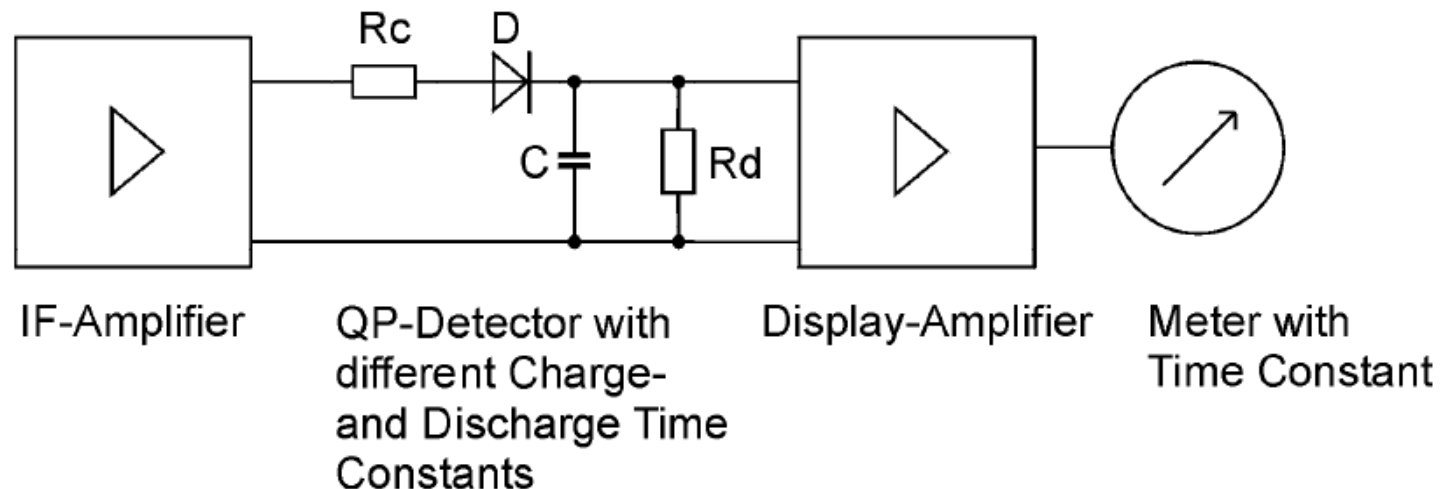 Rc
D
C
Rd
IF-Amplifier
QP-Detector with
different Charge-
and Discharge Time
Constants
Display-Amplifier
Meter with
Time Constant